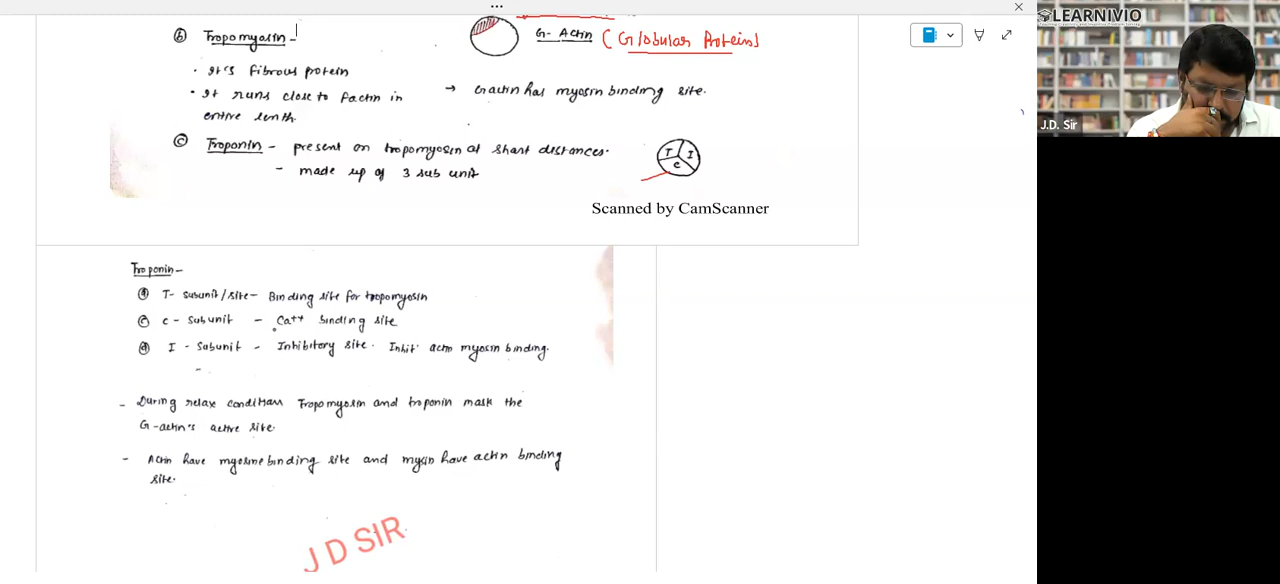 LEARNIVIO
J.D. Sir
(b) Tropomyosin -
G- Actin (Globular Proteins)
· It's fibrous protein
· It runs close to factin in
entire lenth.
→ Gractin has myosin binding site.
(C) Troponin - present on tropomyosin at short distances.
- made up of 3 sub unit
T I
C
Scanned by CamScanner
Troponin-
T- subunit/site- Binding site for tropomyosin
(C) c - subunit - Ca++ binding site
I - subunit - Inhibitory site. Inhit actin myosin binding.
- During relax condition Tropomyosin and troponin mask the
G-actin's active site.
- Actin have myosine binding site and mysin have actin binding
site.
J D SIR